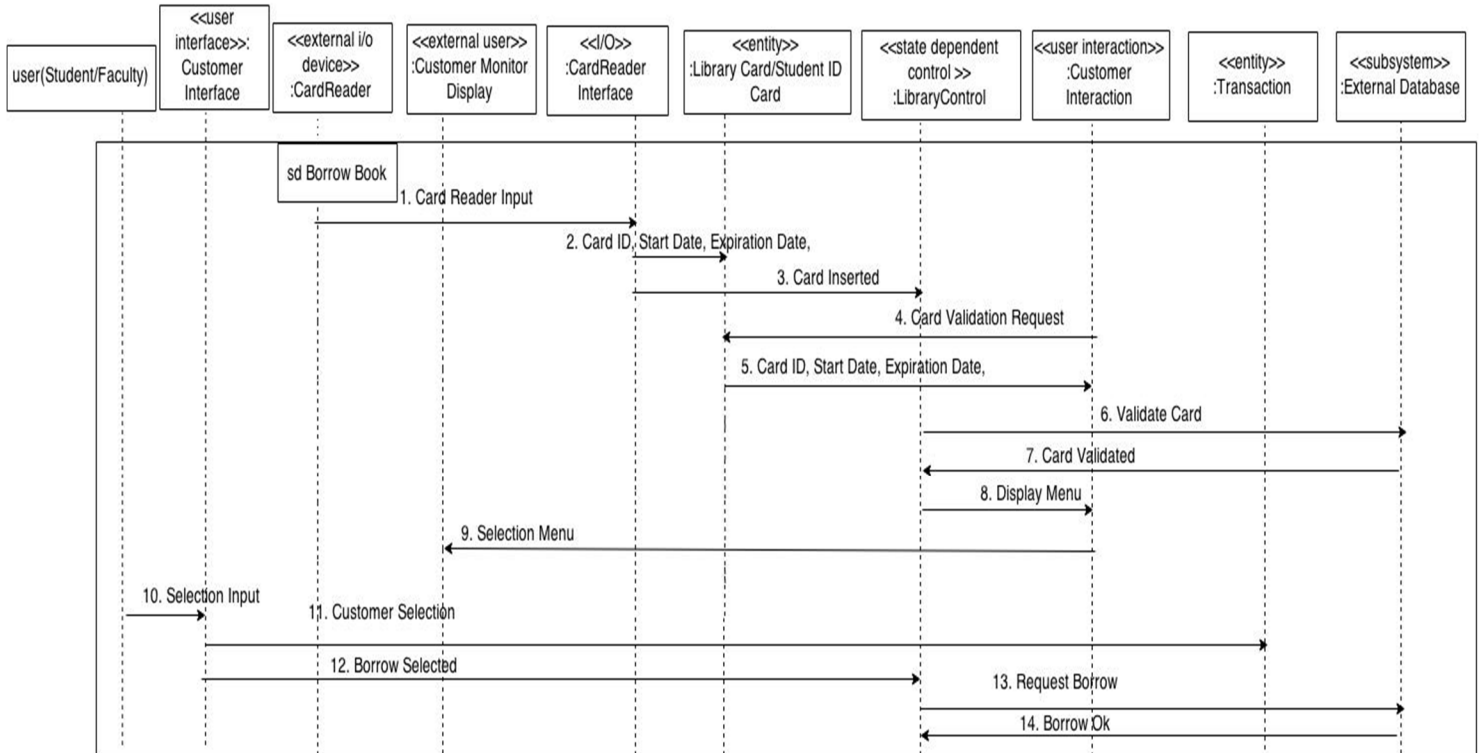 user(Student/Faculty)
<<user
interface>>:
Customer
Interface
<<external i/o
device>>
:CardReader
<<external user>>
:Customer Monitor
Display
<<I/O>>
:CardReader
Interface
<<entity>>
:Library Card/Student ID
Card
<<state dependent
control >>
:LibraryControl
<<user interaction>>
:Customer
Interaction
<<entity>>
:Transaction
<<subsystem>>
:External Database
sd Borrow Book
1. Card Reader Input
2. Card ID, Start Date, Expiration Date,
3. Card Inserted
4. Card Validation Request
5. Card ID, Start Date, Expiration Date,
6. Validate Card
7. Card Validated
8. Display Menu
9. Selection Menu
10. Selection Input
11. Customer Selection
12. Borrow Selected
13. Request Borrow
14. Borrow Ok